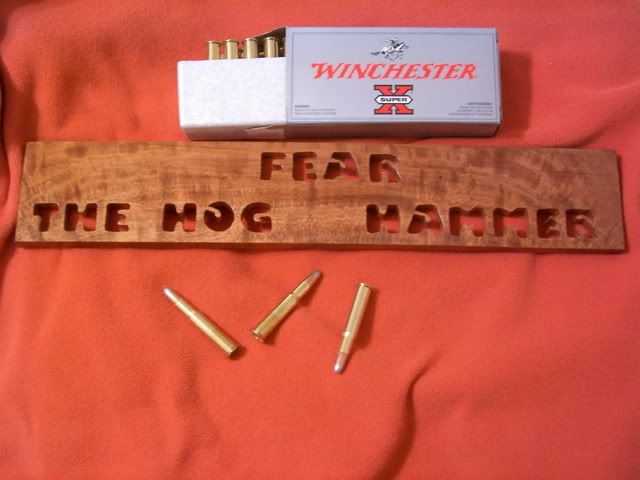 WINCHESTER
SUPER
X
FEAR
THE HOG HAMMER